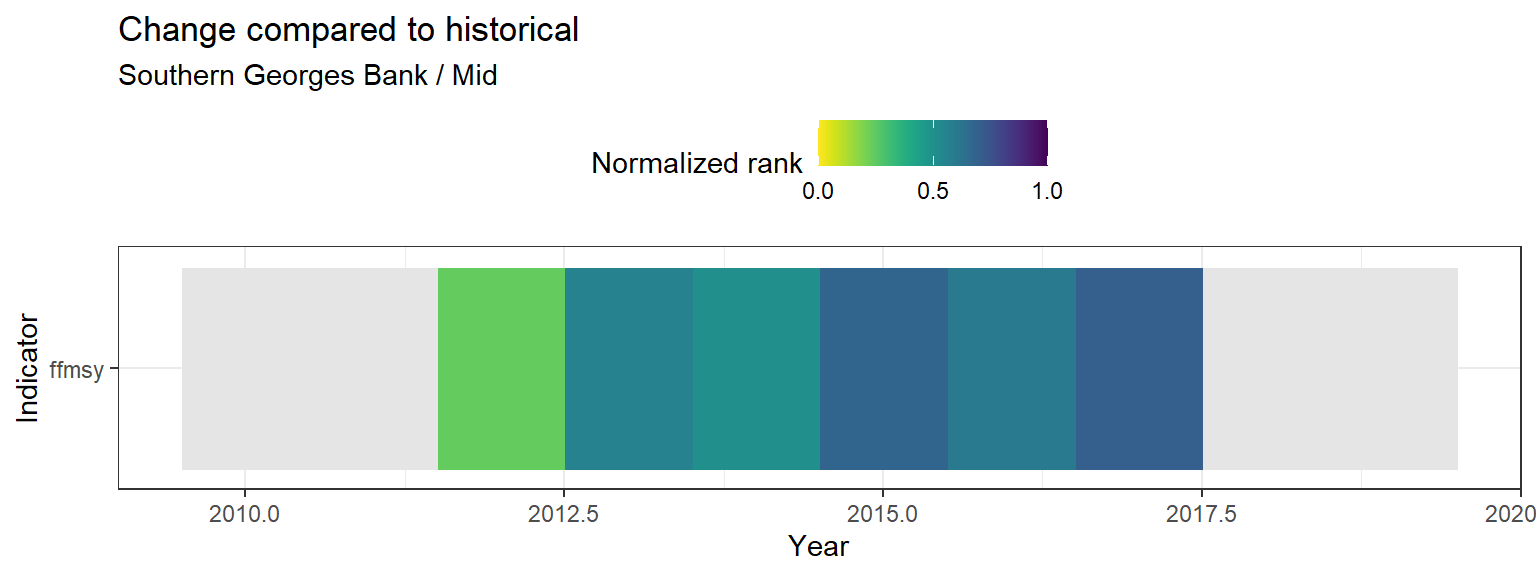 Change compared to historical
Southern Georges Bank / Mid
Normalized rank
0.0 0.5 1.0
Indicator
ffmsy
2010.0 2012.5 2015.0 2017.5 2020
Year